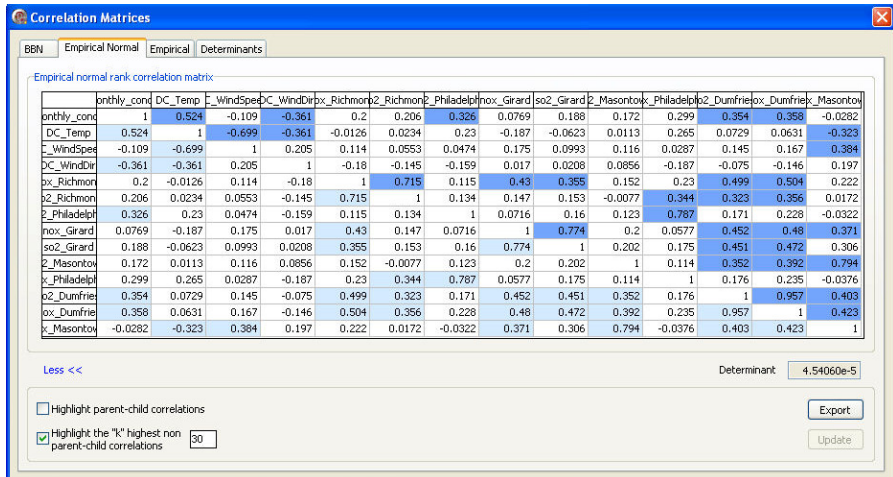 Correlation Matrices
BBN Empirical Normal Empirical Determinants
Empirical normal rank correlation matrix
onthly_cond DC_Temp C_WindSpee DC_WindDir ox_Richmon o2_Richmon 2_Philadelph nox_Girard so2_Girard 2_Masontow x_Philadelph o2_Dumfries ox_Dumfrie x_Masontow
onthly_cond 1 0.524 -0.109 -0.361 0.2 0.206 0.326 0.0769 0.188 0.172 0.299 0.354 0.358 -0.0282
DC_Temp 0.524 1 -0.699 -0.361 -0.0126 0.0234 0.23 -0.187 -0.0623 0.0113 0.265 0.0729 0.0631 -0.323
C_WindSpee -0.109 -0.699 1 0.205 0.114 0.0553 0.0474 0.175 0.0993 0.116 0.0287 0.145 0.167 0.384
DC_WindDir -0.361 -0.361 0.205 1 -0.18 -0.145 -0.159 0.017 0.0208 0.0856 -0.187 -0.075 -0.146 0.197
ox_Richmon 0.2 -0.0126 0.114 -0.18 1 0.715 0.115 0.43 0.355 0.152 0.23 0.499 0.504 0.222
o2_Richmon 0.206 0.0234 0.0553 -0.145 0.715 1 0.134 0.147 0.153 -0.0077 0.344 0.323 0.356 0.0172
2_Philadelph 0.326 0.23 0.0474 -0.159 0.115 0.134 1 0.0716 0.16 0.123 0.787 0.171 0.228 -0.0322
nox_Girard 0.0769 -0.187 0.175 0.017 0.43 0.147 0.0716 1 0.774 0.2 0.0577 0.452 0.48 0.371
so2_Girard 0.188 -0.0623 0.0993 0.0208 0.355 0.153 0.16 0.774 1 0.202 0.175 0.451 0.472 0.306
2_Masontow 0.172 0.0113 0.116 0.0856 0.152 -0.0077 0.123 0.2 0.202 1 0.114 0.352 0.392 0.794
x_Philadelph 0.299 0.265 0.0287 -0.187 0.23 0.344 0.787 0.0577 0.175 0.114 1 0.176 0.235 -0.0376
o2_Dumfries 0.354 0.0729 0.145 -0.075 0.499 0.323 0.171 0.452 0.451 0.352 0.176 1 0.957 0.403
ox_Dumfrie 0.358 0.0631 0.167 -0.146 0.504 0.356 0.228 0.48 0.472 0.392 0.235 0.957 1 0.423
x_Masontow -0.0282 -0.323 0.384 0.197 0.222 0.0172 -0.0322 0.371 0.306 0.794 -0.0376 0.403 0.423 1
Less << Determinant 4.54060e-5
Highlight parent-child correlations Export
Highlight the "k" highest non
parent-child correlations 30 Update